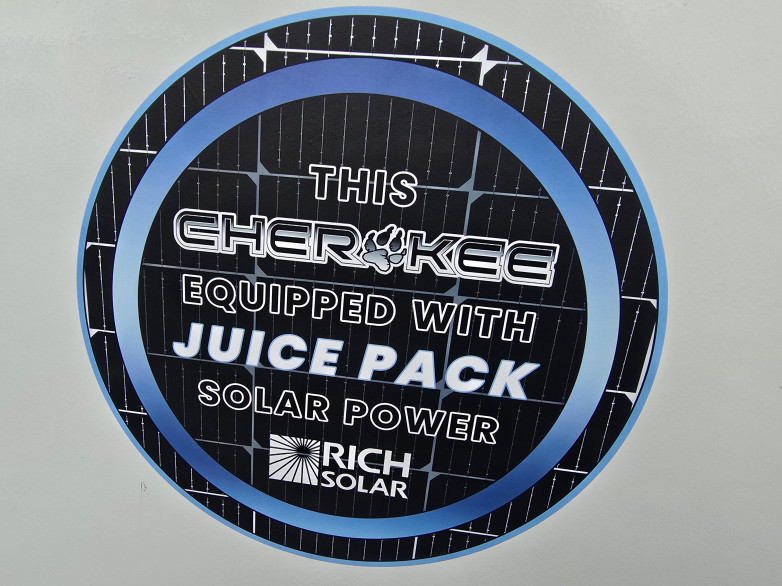 THIS
CHEROKEE
EQUIPPED WITH
JUICE PACK
SOLAR POWER
RICH
SOLAR